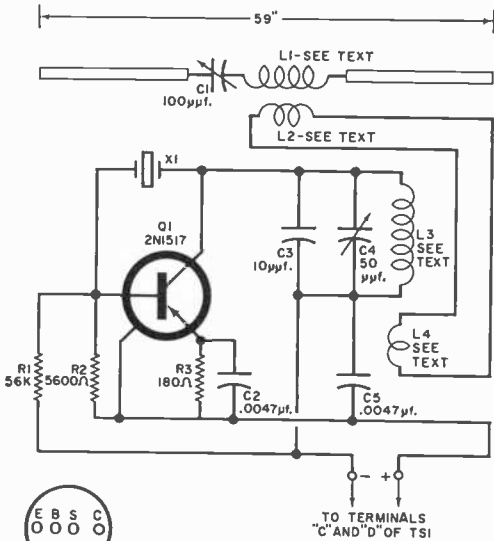 59"
L1-SEE TEXT
C1
100µµf.
L2-SEE TEXT
X1
Q1
2N1517
C3
10µµf.
C4
50
µµf.
L3
SEE
TEXT
L4
SEE
TEXT
R1
56K
R2
5600Ω
R3
180Ω
C2
.0047µf.
C5
.0047µf.
- +
E B S C
TO TERMINALS
"C" AND "D" OF TS1